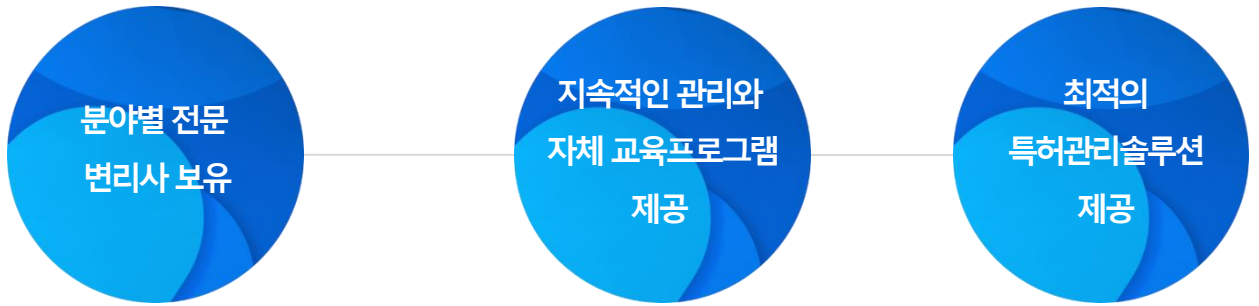 분야별 전문
변리사 보유
지속적인 관리와
자체 교육프로그램
제공
최적의
특허관리솔루션
제공